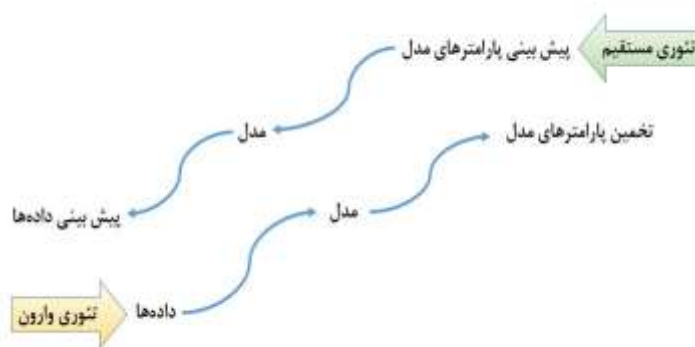 تئوری مستقیم
پیش بینی پارامترهای مدل
مدل
پیش بینی داده‌ها
تخمین پارامترهای مدل
مدل
داده‌ها
تئوری وارون